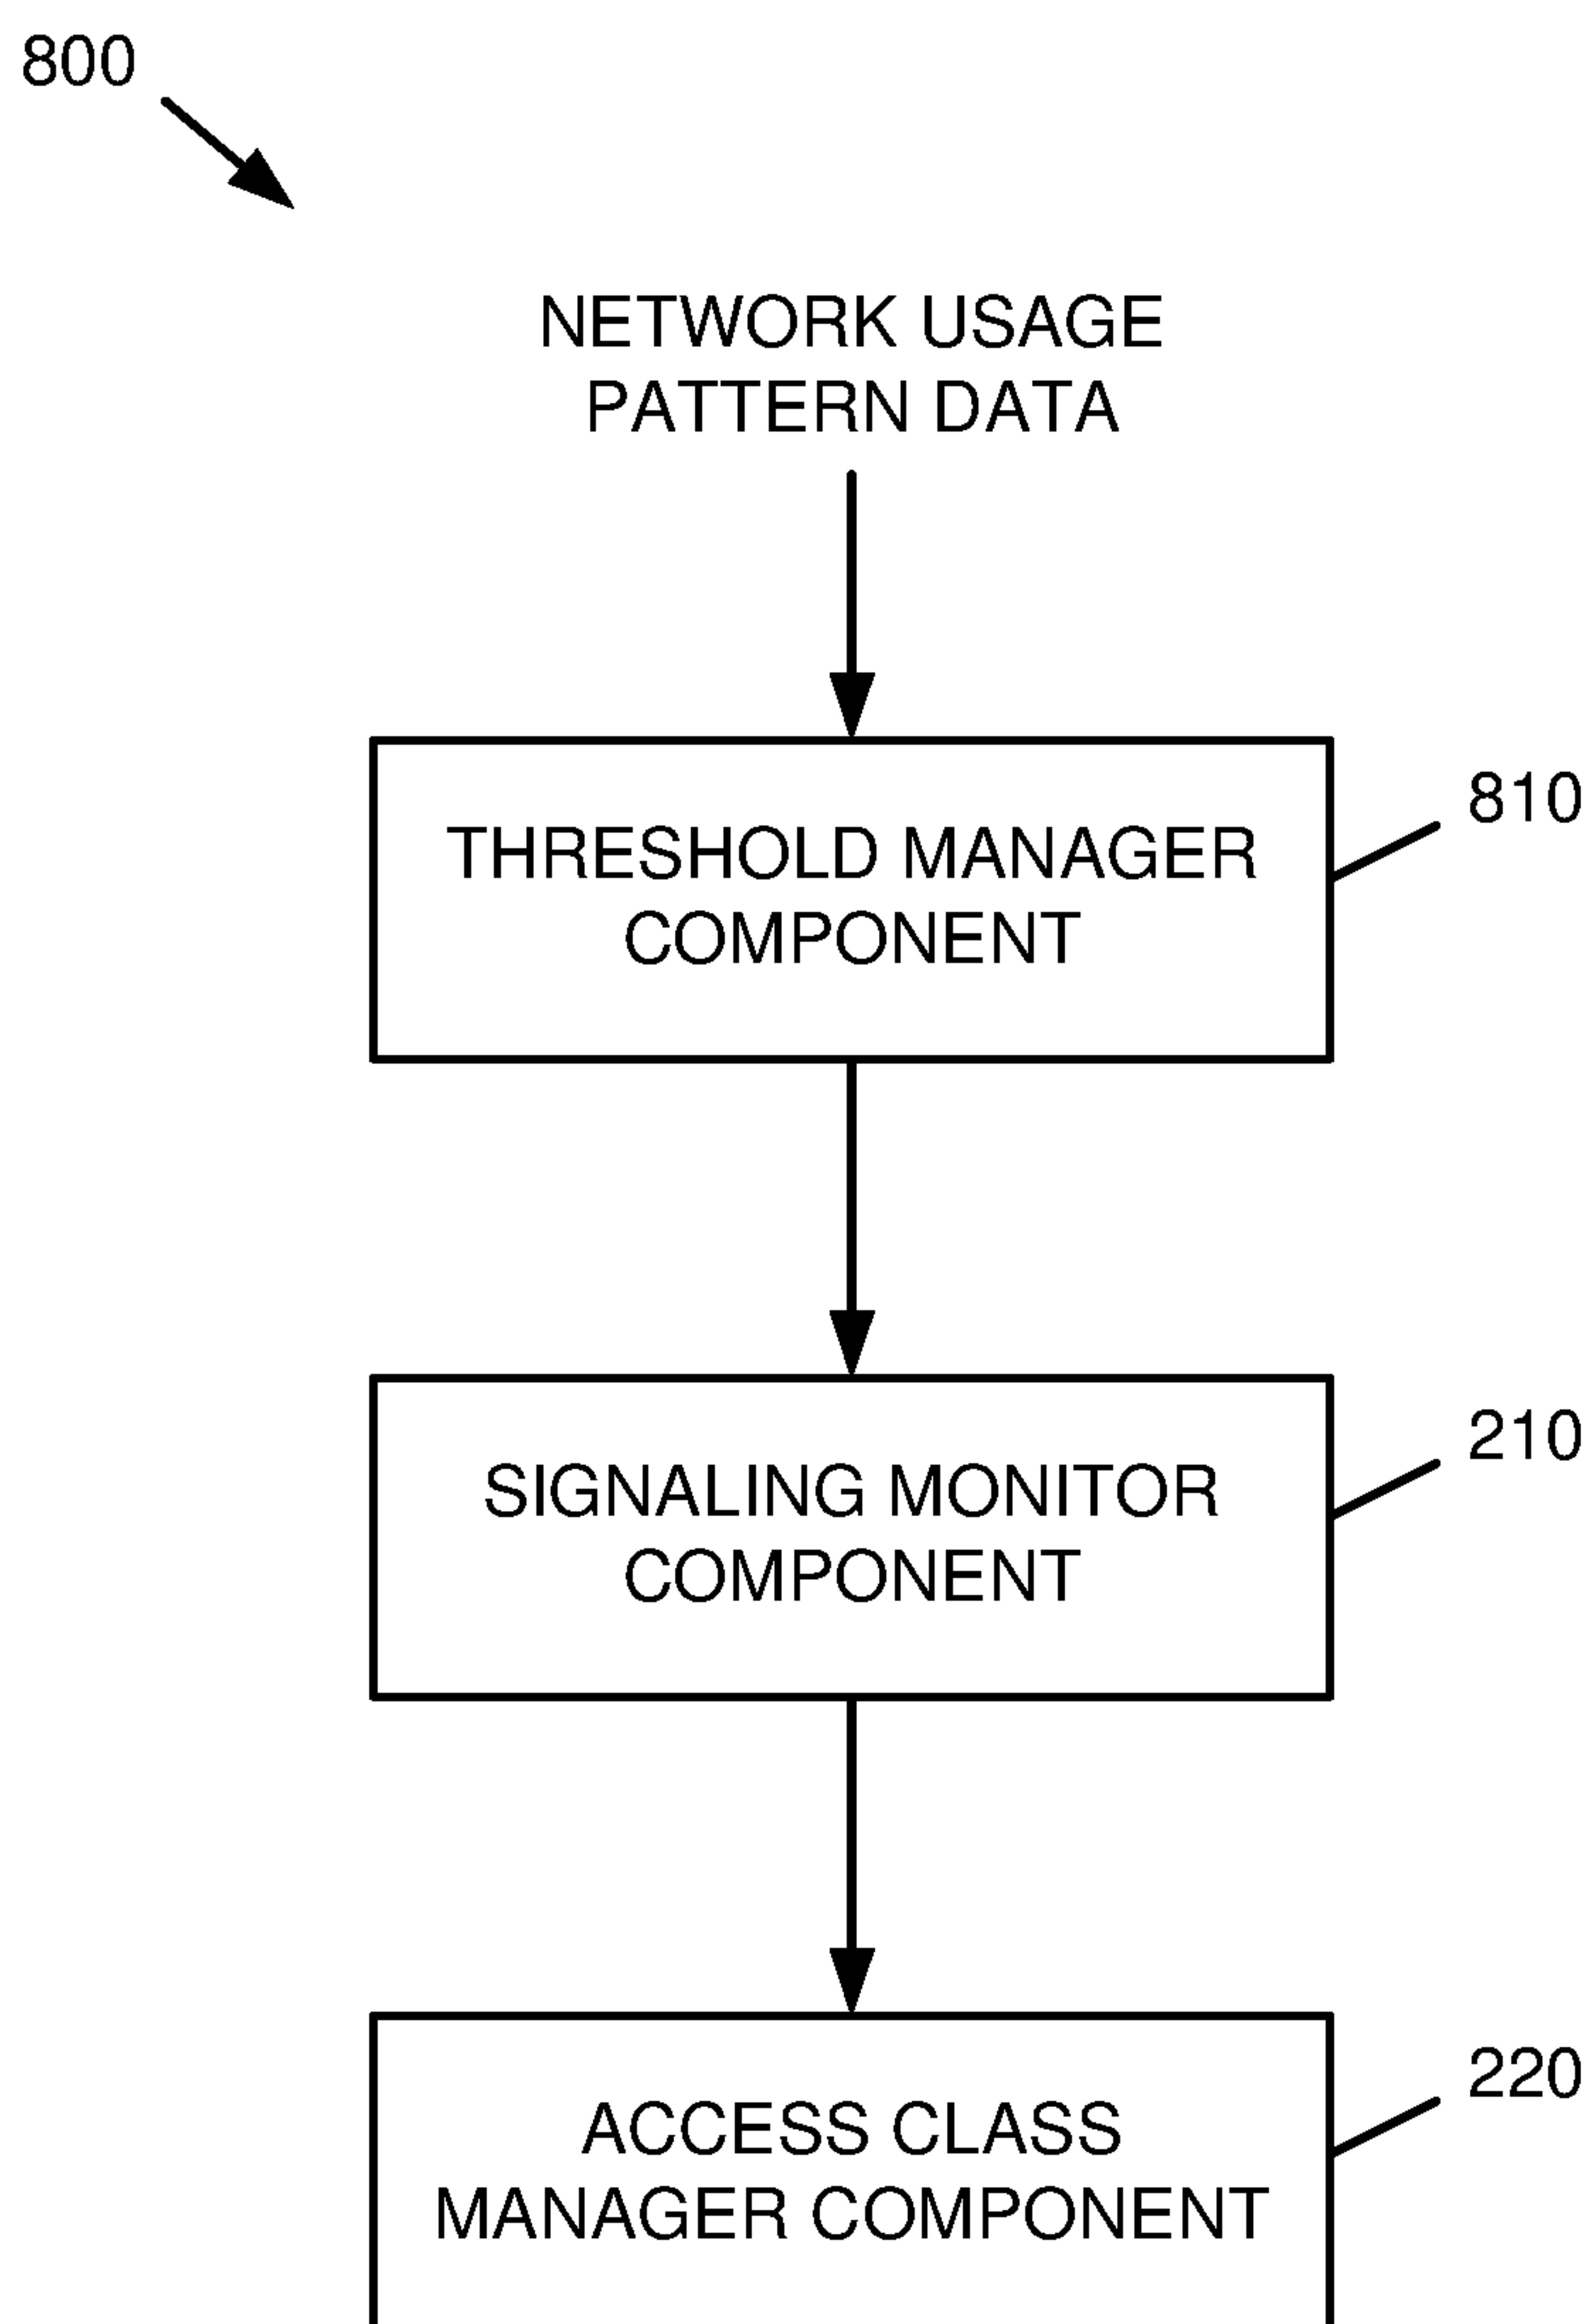 800
NETWORK USAGE
PATTERN DATA
810
THRESHOLD MANAGER
COMPONENT
210
SIGNALING MONITOR
COMPONENT
220
ACCESS CLASS
MANAGER COMPONENT